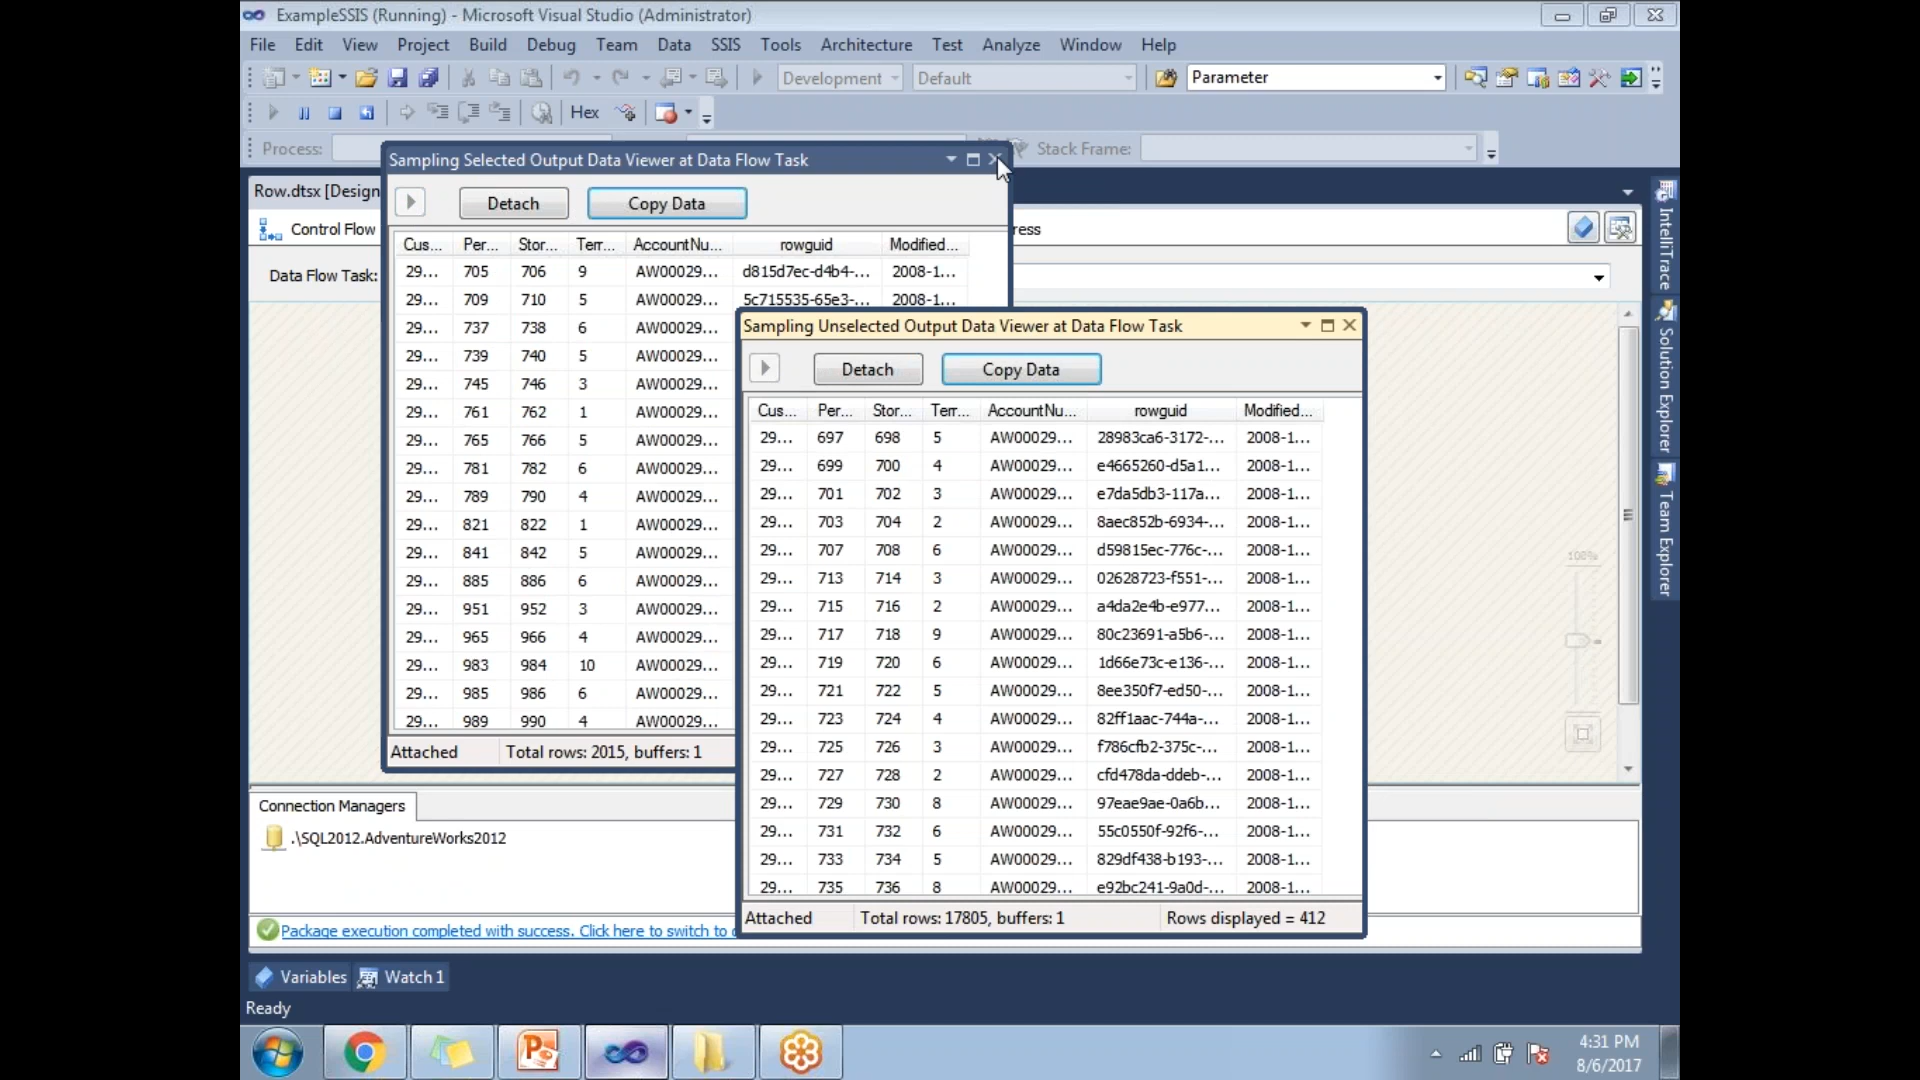 ExampleSSIS (Running) - Microsoft Visual Studio (Administrator)
File Edit View Project Build Debug Team Data SSIS Tools Architecture Test Analyze Window Help
Development Default Parameter
Hex
Process: Stack Frame:
Row.dtsx [Design
Control Flow
ress
Data Flow Task:
Sampling Selected Output Data Viewer at Data Flow Task
Detach Copy Data
Cus... Per... Stor... Terr... AccountNu... rowguid Modified...
29... 705 706 9 AW00029... d815d7ec-d4b4-... 2008-1...
29... 709 710 5 AW00029... 5c715535-65e3-... 2008-1...
29... 737 738 6 AW00029...
29... 739 740 5 AW00029...
29... 745 746 3 AW00029...
29... 761 762 1 AW00029...
29... 765 766 5 AW00029...
29... 781 782 6 AW00029...
29... 789 790 4 AW00029...
29... 821 822 1 AW00029...
29... 841 842 5 AW00029...
29... 885 886 6 AW00029...
29... 951 952 3 AW00029...
29... 965 966 4 AW00029...
29... 983 984 10 AW00029...
29... 985 986 6 AW00029...
29... 989 990 4 AW00029...
Attached Total rows: 2015, buffers: 1
Sampling Unselected Output Data Viewer at Data Flow Task
Detach Copy Data
Cus... Per... Stor... Terr... AccountNu... rowguid Modified...
29... 697 698 5 AW00029... 28983ca6-3172-... 2008-1...
29... 699 700 4 AW00029... e4665260-d5a1... 2008-1...
29... 701 702 3 AW00029... e7da5db3-117a... 2008-1...
29... 703 704 2 AW00029... 8aec852b-6934-... 2008-1...
29... 707 708 6 AW00029... d59815ec-776c-... 2008-1...
29... 713 714 3 AW00029... 02628723-f551-... 2008-1...
29... 715 716 2 AW00029... a4da2e4b-e977... 2008-1...
29... 717 718 9 AW00029... 80c23691-a5b6-... 2008-1...
29... 719 720 6 AW00029... 1d66e73c-e136-... 2008-1...
29... 721 722 5 AW00029... 8ee350f7-ed50-... 2008-1...
29... 723 724 4 AW00029... 82ff1aac-744a-... 2008-1...
29... 725 726 3 AW00029... f786cfb2-375c-... 2008-1...
29... 727 728 2 AW00029... cfd478da-ddeb-... 2008-1...
29... 729 730 8 AW00029... 97eae9ae-0a6b... 2008-1...
29... 731 732 6 AW00029... 55c0550f-92f6-... 2008-1...
29... 733 734 5 AW00029... 829df438-b193-... 2008-1...
29... 735 736 8 AW00029... e92bc241-9a0d-... 2008-1...
Attached Total rows: 17805, buffers: 1 Rows displayed = 412
100%
IntelliTrace
Solution Explorer
Team Explorer
Connection Managers
.\SQL2012.AdventureWorks2012
Package execution completed with success. Click here to switch to d
Variables Watch 1
Ready
4:31 PM
8/6/2017